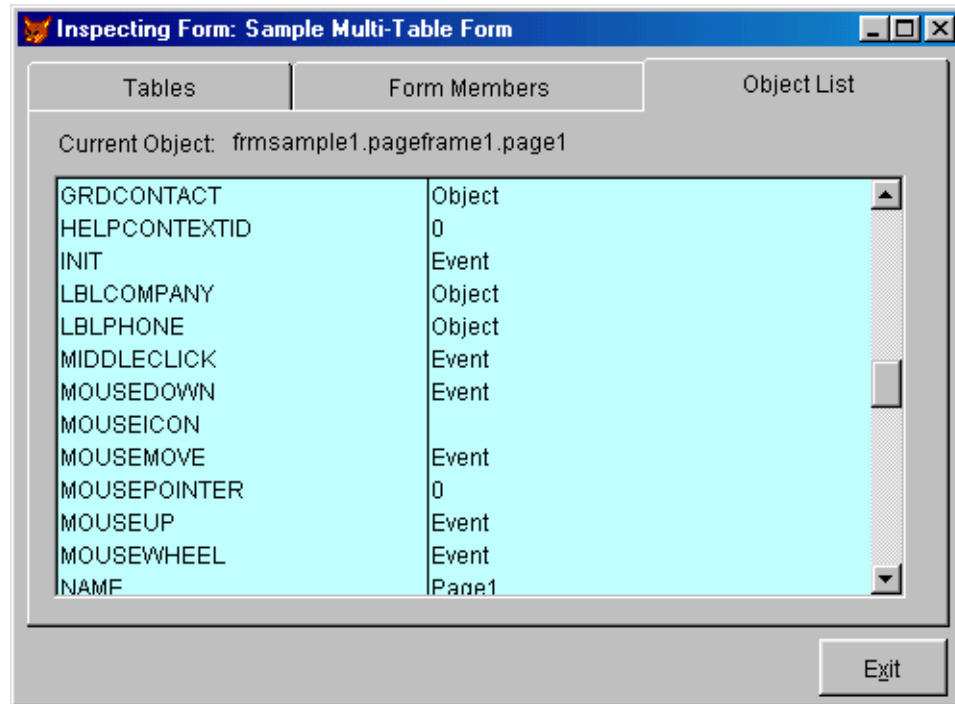 Inspecting Form: Sample Multi-Table Form
Tables Form Members Object List
Current Object: frmsample1.pageframe1.page1
GRDCONTACT Object
HELPCONTEXTID 0
INIT Event
LBLCOMPANY Object
LBLPHONE Object
MIDDLECLICK Event
MOUSEDOWN Event
MOUSEICON
MOUSEMOVE Event
MOUSEPOINTER 0
MOUSEUP Event
MOUSEWHEEL Event
NAME Page1
Exit